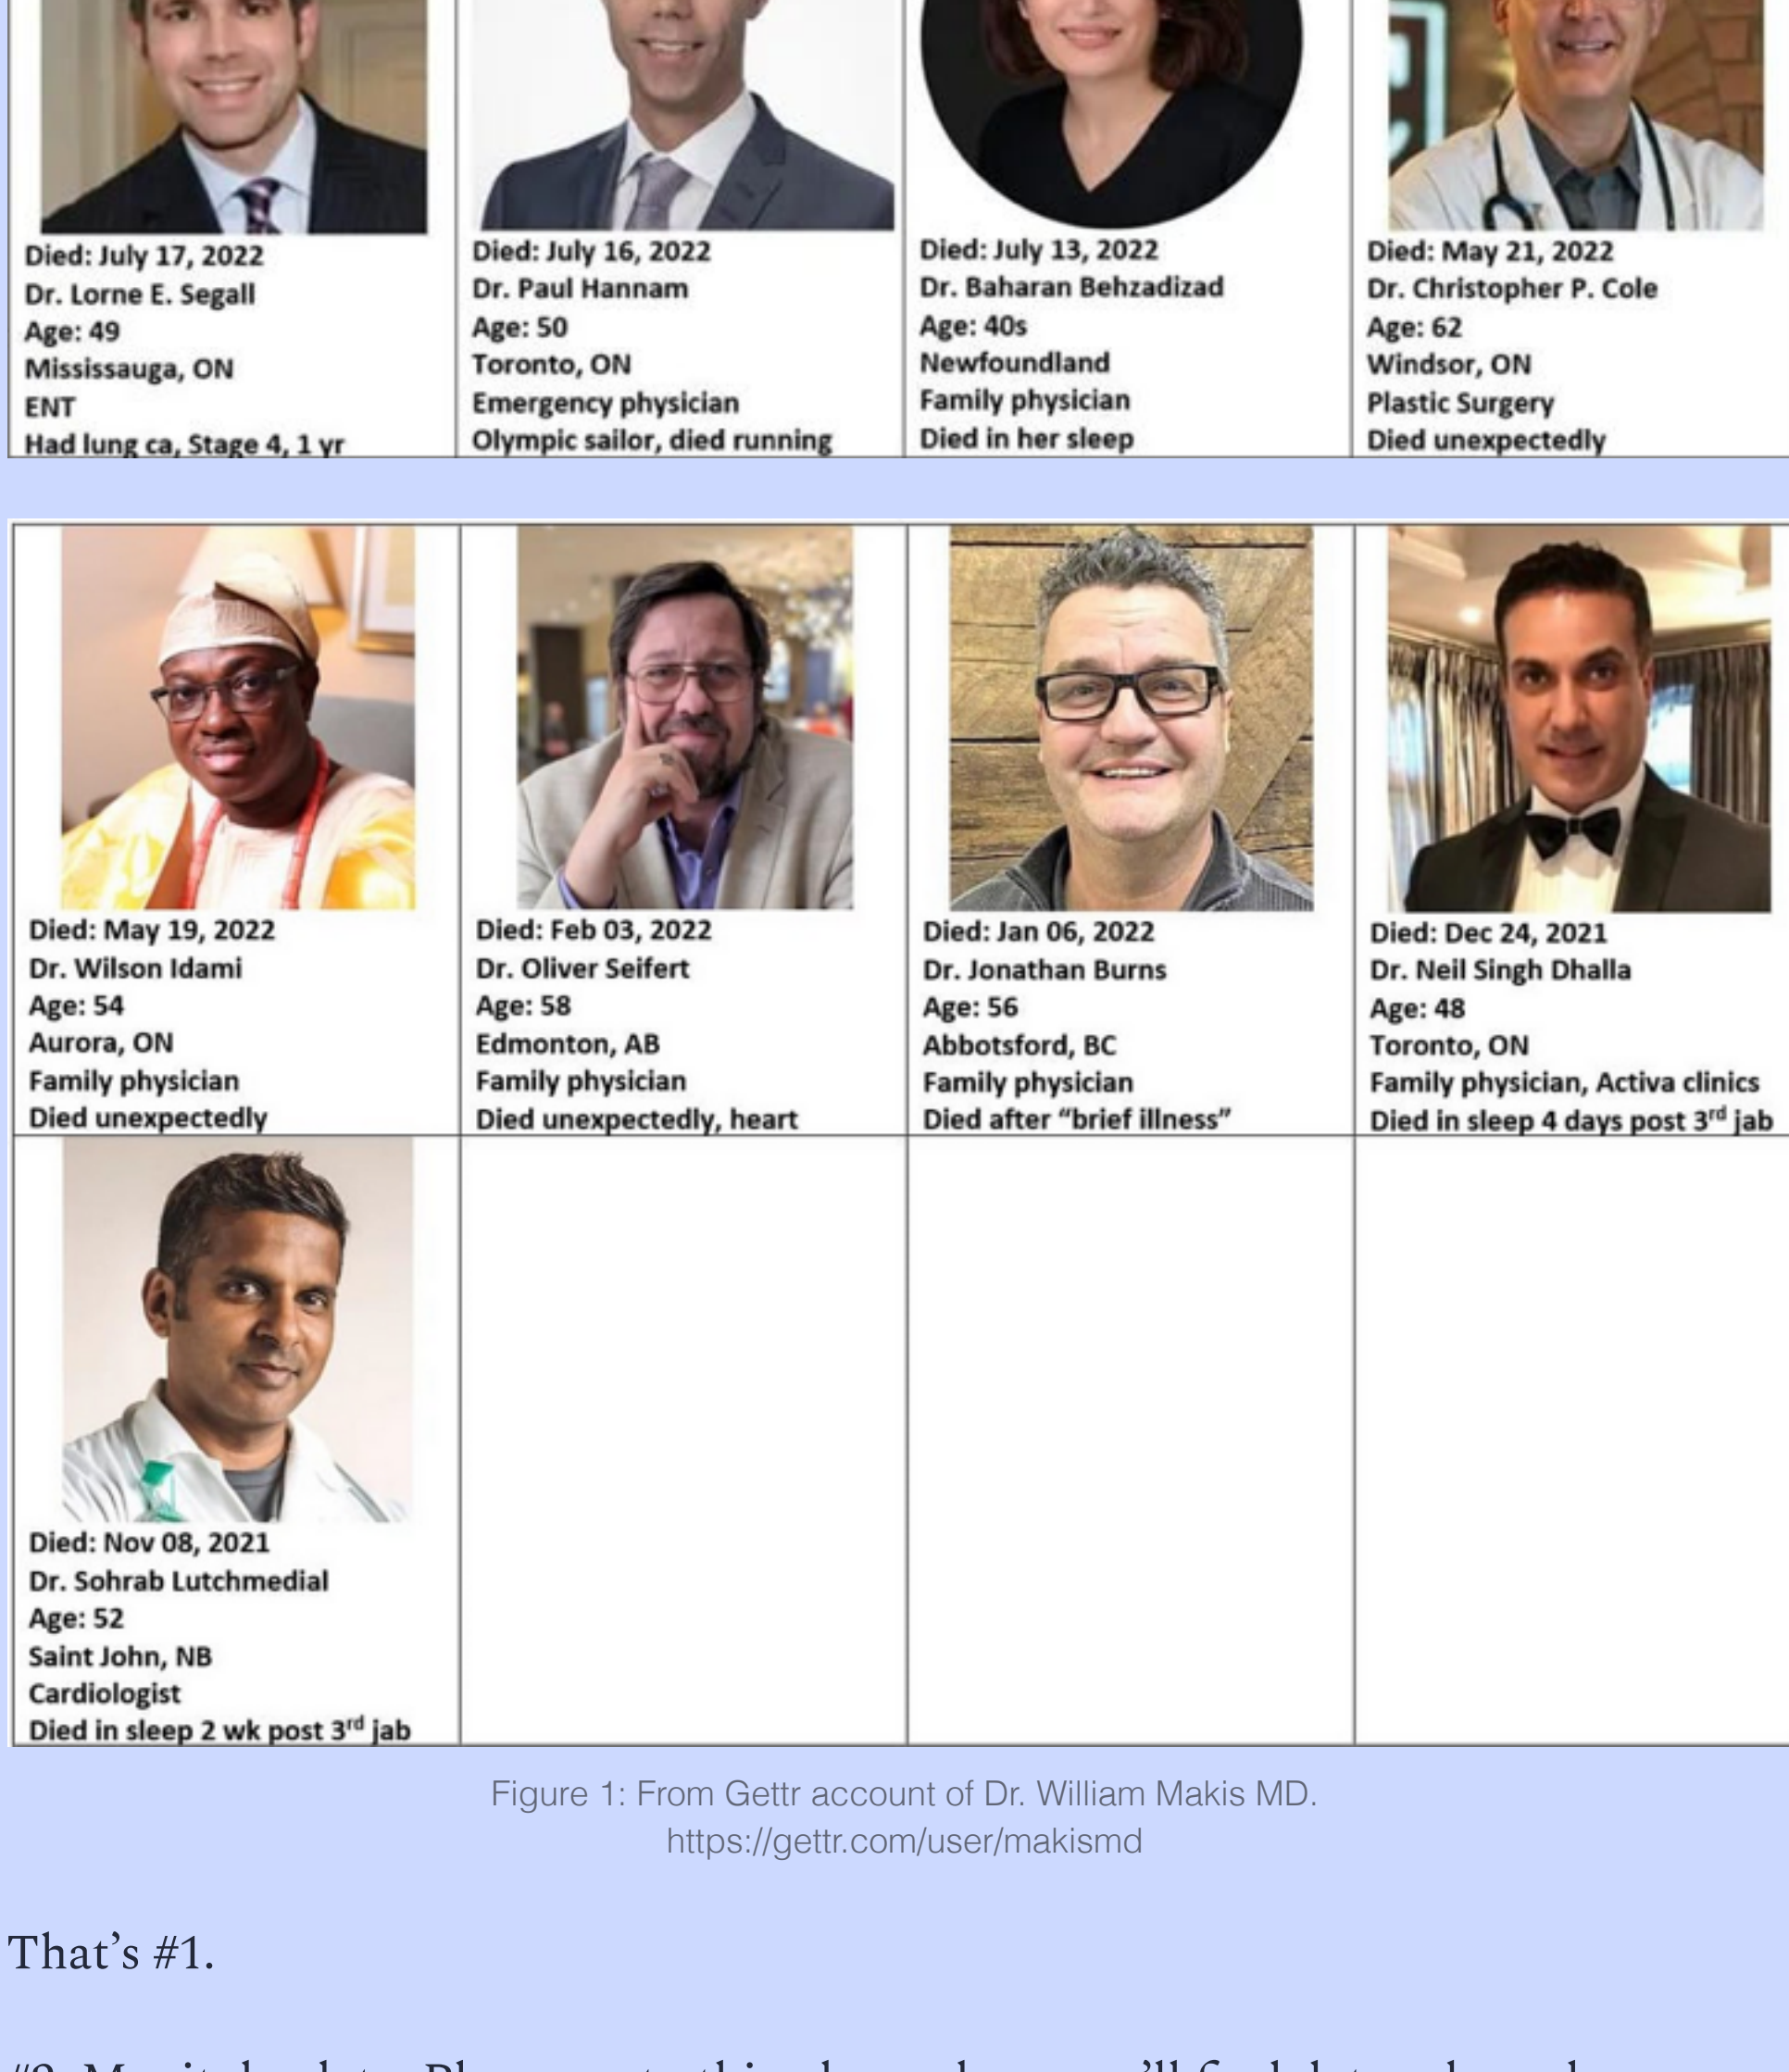 Died: July 17, 2022
Dr. Lorne E. Segall
Age: 49
Mississauga, ON
ENT
Had lung ca, Stage 4, 1 yr
Died: July 16, 2022
Dr. Paul Hannam
Age: 50
Toronto, ON
Emergency physician
Olympic sailor, died running
Died: July 13, 2022
Dr. Baharan Behzadizad
Age: 40s
Newfoundland
Family physician
Died in her sleep
Died: May 21, 2022
Dr. Christopher P. Cole
Age: 62
Windsor, ON
Plastic Surgery
Died unexpectedly
Died: May 19, 2022
Dr. Wilson Idami
Age: 54
Aurora, ON
Family physician
Died unexpectedly
Died: Feb 03, 2022
Dr. Oliver Seifert
Age: 58
Edmonton, AB
Family physician
Died unexpectedly, heart
Died: Jan 06, 2022
Dr. Jonathan Burns
Age: 56
Abbotsford, BC
Family physician
Died after “brief illness”
Died: Dec 24, 2021
Dr. Neil Singh Dhalla
Age: 48
Toronto, ON
Family physician, Activa clinics
Died in sleep 4 days post 3rd jab
Died: Nov 08, 2021
Dr. Sohrab Lutchmedial
Age: 52
Saint John, NB
Cardiologist
Died in sleep 2 wk post 3rd jab
Figure 1: From Gettr account of Dr. William Makis MD.
https://gettr.com/user/makismd
That’s #1.